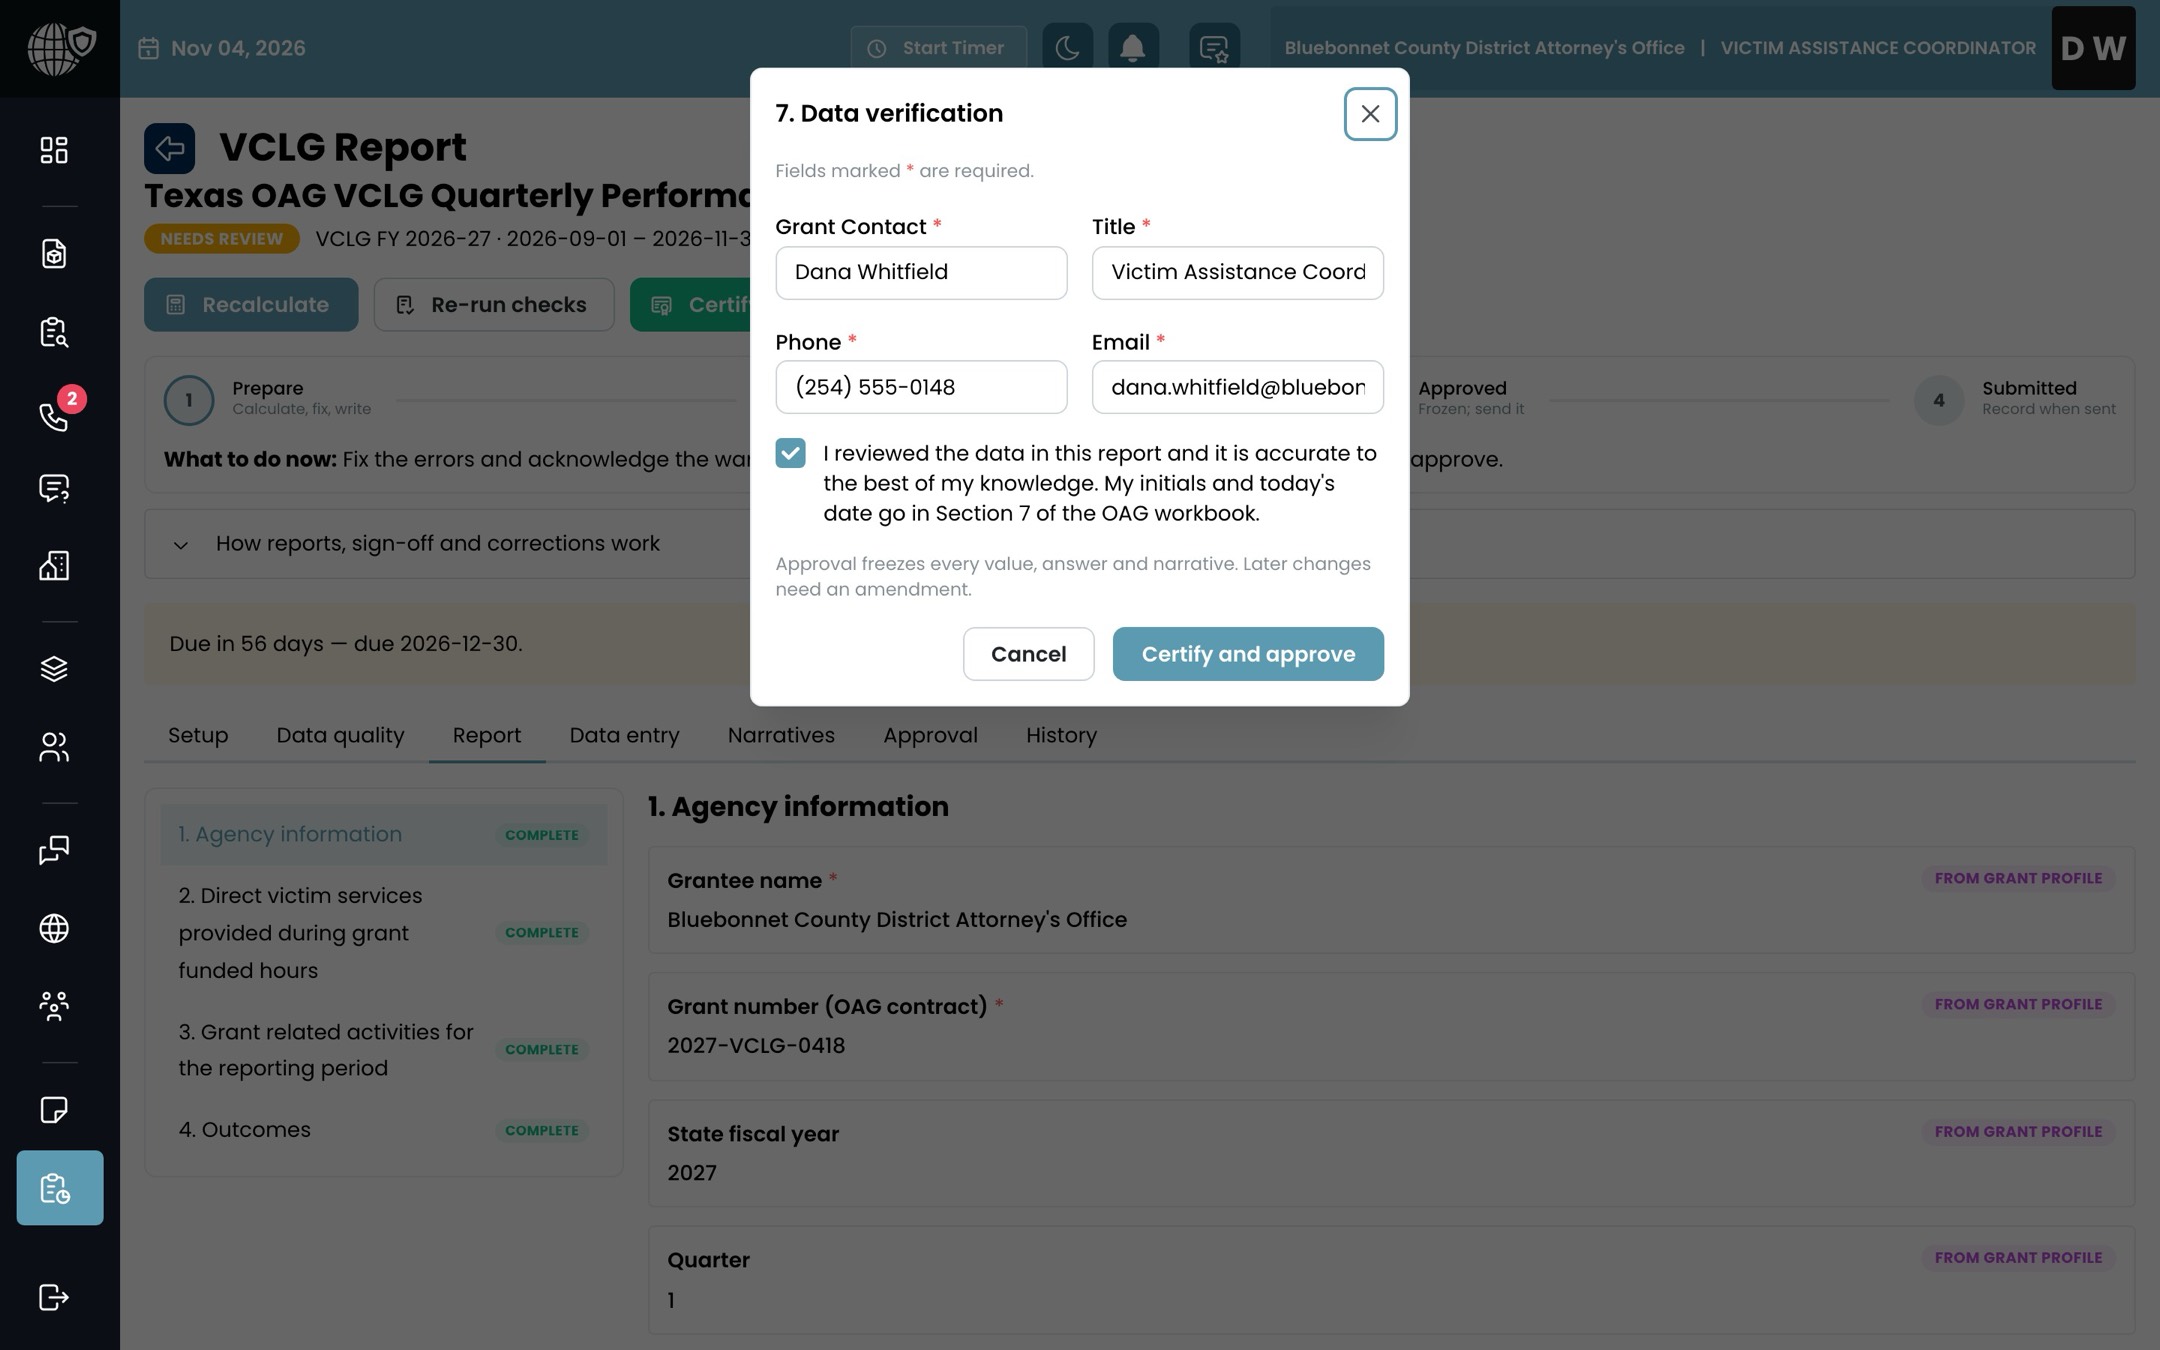 Nov 04, 2026
Start Timer
Bluebonnet County District Attorney's Office | VICTIM ASSISTANCE COORDINATOR
D W
VCLG Report
Texas OAG VCLG Quarterly
NEEDS REVIEW
VCLG FY 2026-27 · 2026-09-01 –
Recalculate
Re-run checks
2
1
Prepare
Calculate, fix, write
Approved
Frozen; send it
4
Submitted
Record when sent
What to do now: Fix the errors and acknowledge the
approve.
How reports, sign-off and corrections work
Due in 56 days — due 2026-12-30.
7. Data verification
Fields marked * are required.
Grant Contact *
Title *
Dana Whitfield
Victim Assistance Coord
Phone *
Email *
(254) 555-0148
dana.whitfield@bluebon
I reviewed the data in this report and it is accurate to
the best of my knowledge. My initials and today's
date go in Section 7 of the OAG workbook.
Approval freezes every value, answer and narrative. Later changes
need an amendment.
Cancel
Certify and approve
Setup
Data quality
Report
Data entry
Narratives
Approval
History
1. Agency information
COMPLETE
2. Direct victim services
provided during grant
funded hours
COMPLETE
3. Grant related activities for
the reporting period
COMPLETE
4. Outcomes
COMPLETE
1. Agency information
Grantee name *
FROM GRANT PROFILE
Bluebonnet County District Attorney's Office
Grant number (OAG contract) *
FROM GRANT PROFILE
2027-VCLG-0418
State fiscal year
FROM GRANT PROFILE
2027
Quarter
FROM GRANT PROFILE
1